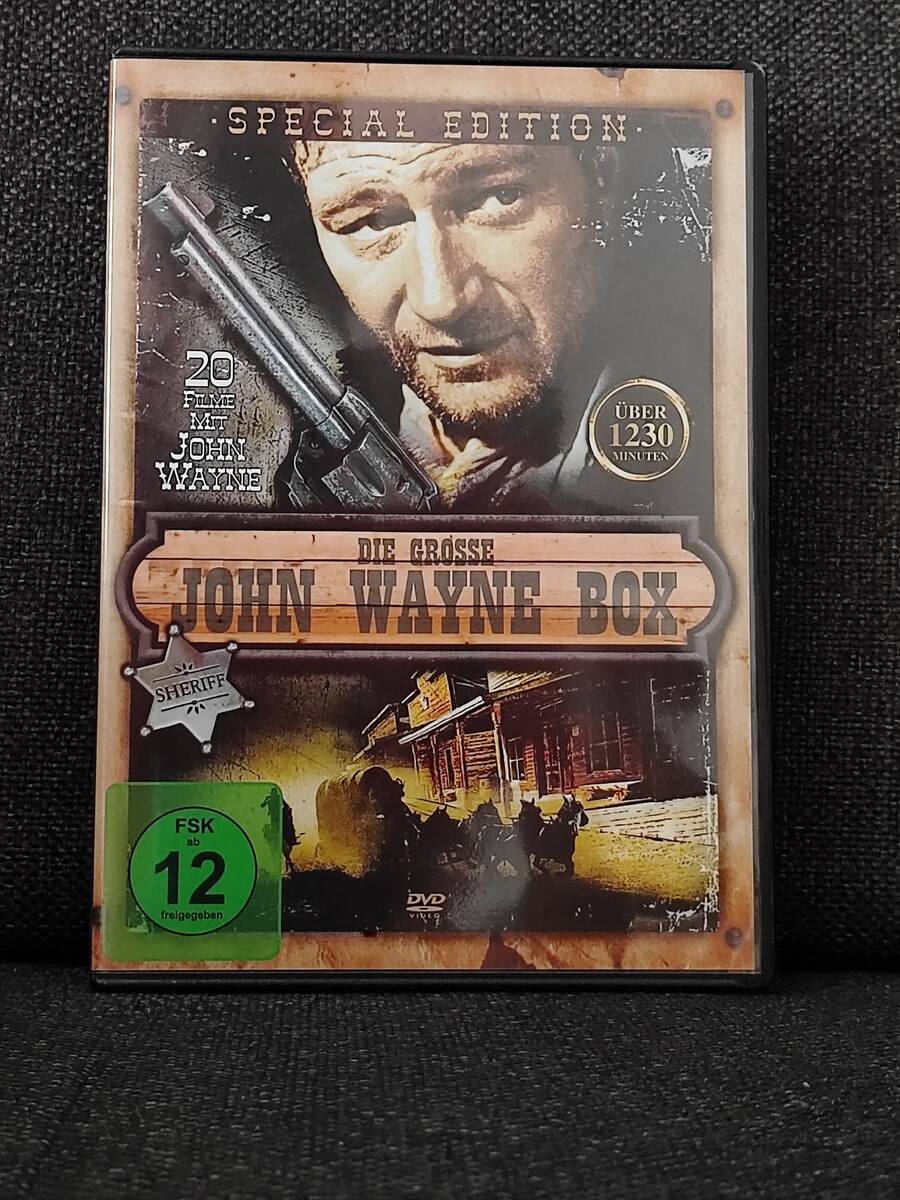 · SPECIAL EDITION ·
20
FILME
MIT
JOHN
WAYNE
ÜBER
1230
MINUTEN
DIE GROSSE
JOHN WAYNE BOX
SHERIFF
FSK
ab
12
freigegeben
DVD
VIDEO